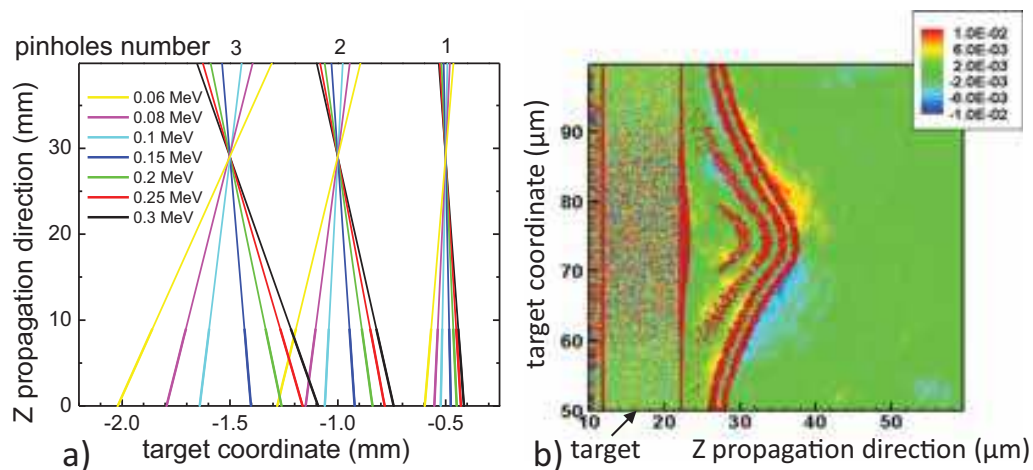 pinholes number 3 2 1
Z propagation direction (mm)
30
20
10
0
0.06 MeV
0.08 MeV
0.1 MeV
0.15 MeV
0.2 MeV
0.25 MeV
0.3 MeV
-2.0 -1.5 -1.0 -0.5
a) target coordinate (mm)
b)
1.0E-02
6.0E-03
2.0E-03
-2.0E-03
-6.0E-03
-1.0E-02
target coordinate (µm)
90
80
70
60
50
10 20 30 40 50
target Z propagation direction (µm)